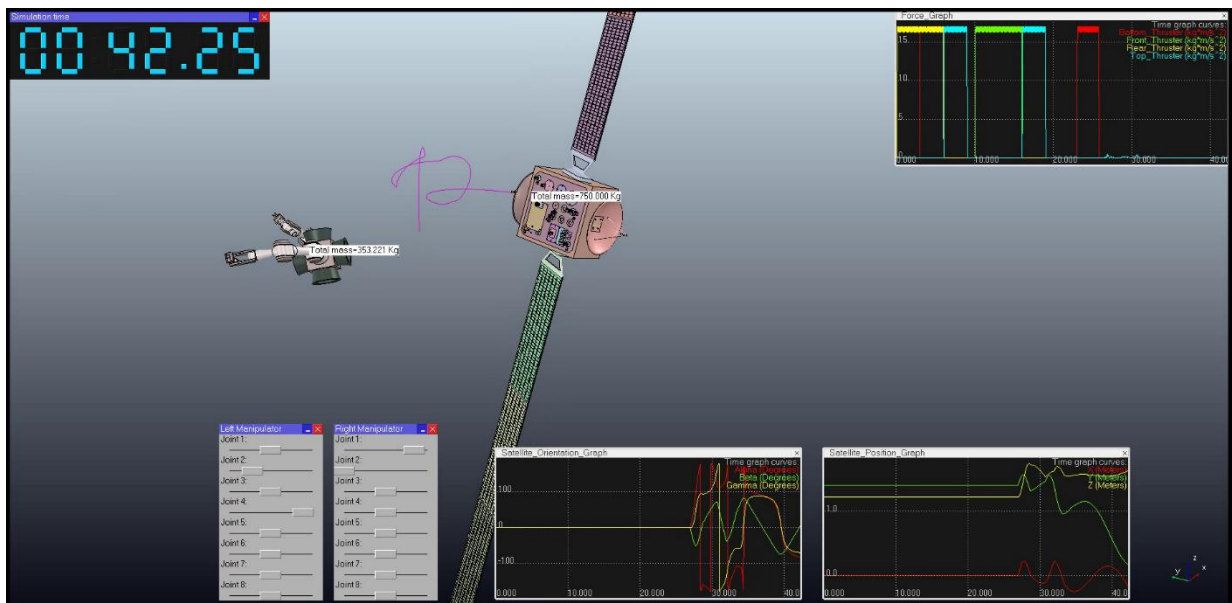 Simulation time
00 42.25
Total mass=750.000 Kg
Total mass=353.221 Kg
Force_Graph
Time graph curves:
Bottom_Thruster (kg*m/s^2)
Front_Thruster (kg*m/s^2)
Rear_Thruster (kg*m/s^2)
Top_Thruster (kg*m/s^2)
15.
10.
5
0.000 10.000 20.000 30.000 40.0
Left Manipulator
Joint 1:
Joint 2:
Joint 3:
Joint 4:
Joint 5:
Joint 6:
Joint 7:
Joint 8:
Right Manipulator
Joint 1:
Joint 2:
Joint 3:
Joint 4:
Joint 5:
Joint 6:
Joint 7:
Joint 8:
Satellite_Orientation_Graph
Time graph curves:
Alpha (Degrees)
Beta (Degrees)
Gamma (Degrees)
100
0
-100
0.000 10.000 20.000 30.000 40.0
Satellite_Position_Graph
Time graph curves:
X (Meters)
(Meters)
Z (Meters)
1.0
0.0
0.000 10.000 20.000 30.000 40.0
z
y
x